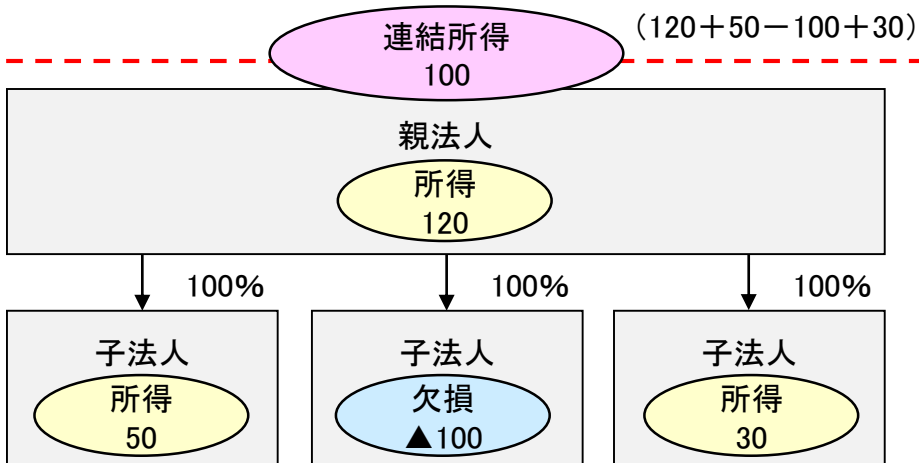 連結所得
100
（120＋50－100＋30）
親法人
所得
120
100%
100%
100%
子法人
所得
50
子法人
欠損
▲100
子法人
所得
30